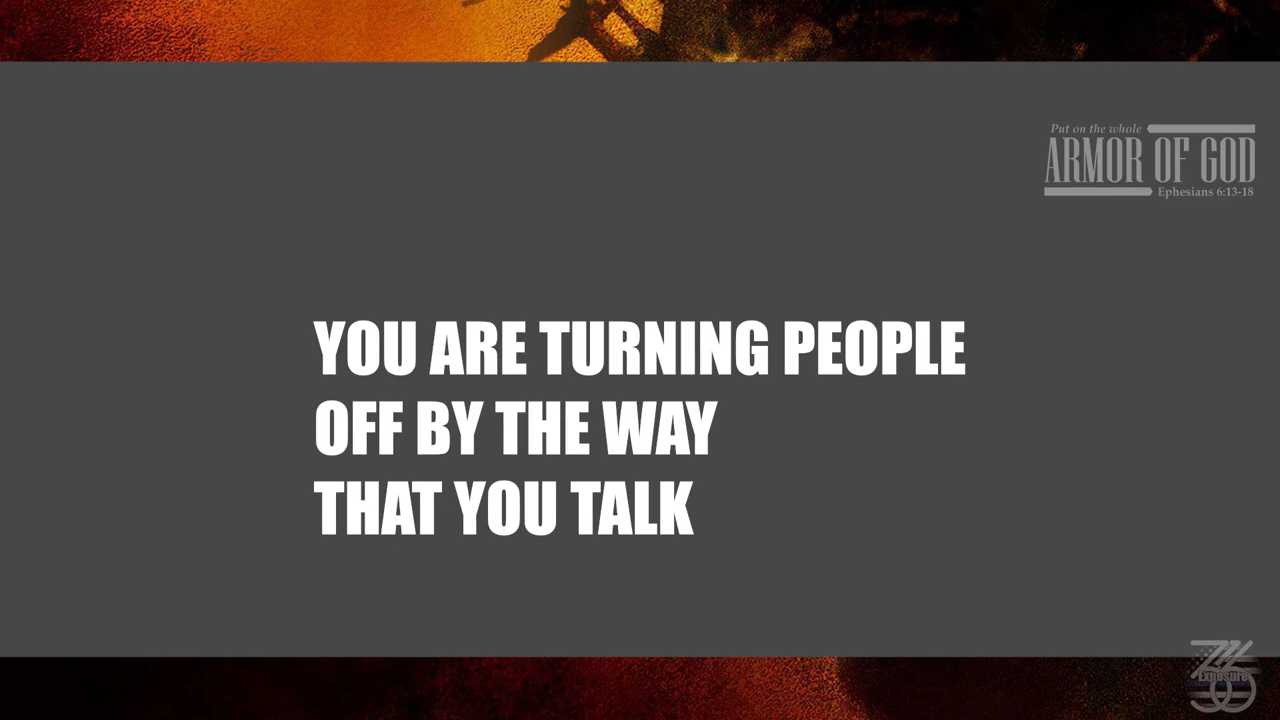 Put on the whole
ARMOR OF GOD
Ephesians 6:13-18
YOU ARE TURNING PEOPLE
OFF BY THE WAY
THAT YOU TALK
Exposure